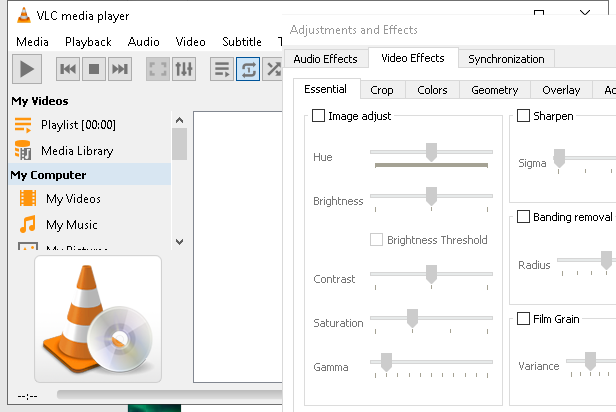 VLC media player
Media Playback Audio Video Subtitle
My Videos
Playlist [00:00]
Media Library
My Computer
My Videos
My Music
My Pictures
--:--
Adjustments and Effects
Audio Effects Video Effects Synchronization
Essential Crop Colors Geometry Overlay
Image adjust
Hue
Brightness
Brightness Threshold
Contrast
Saturation
Gamma
Sharpen
Sigma
Banding removal
Radius
Film Grain
Variance